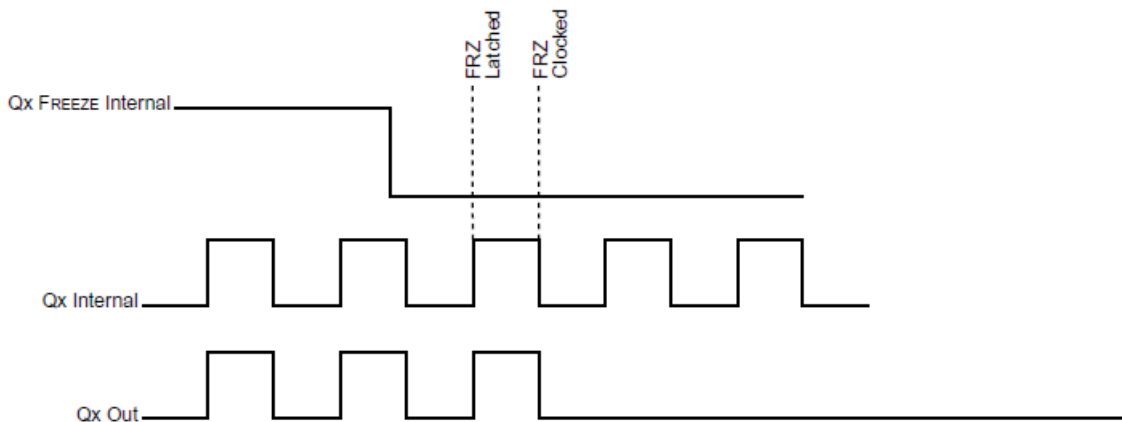 FRZ
Latched
FRZ
Clocked
Qx FREEZE Internal
Qx Internal
Qx Out